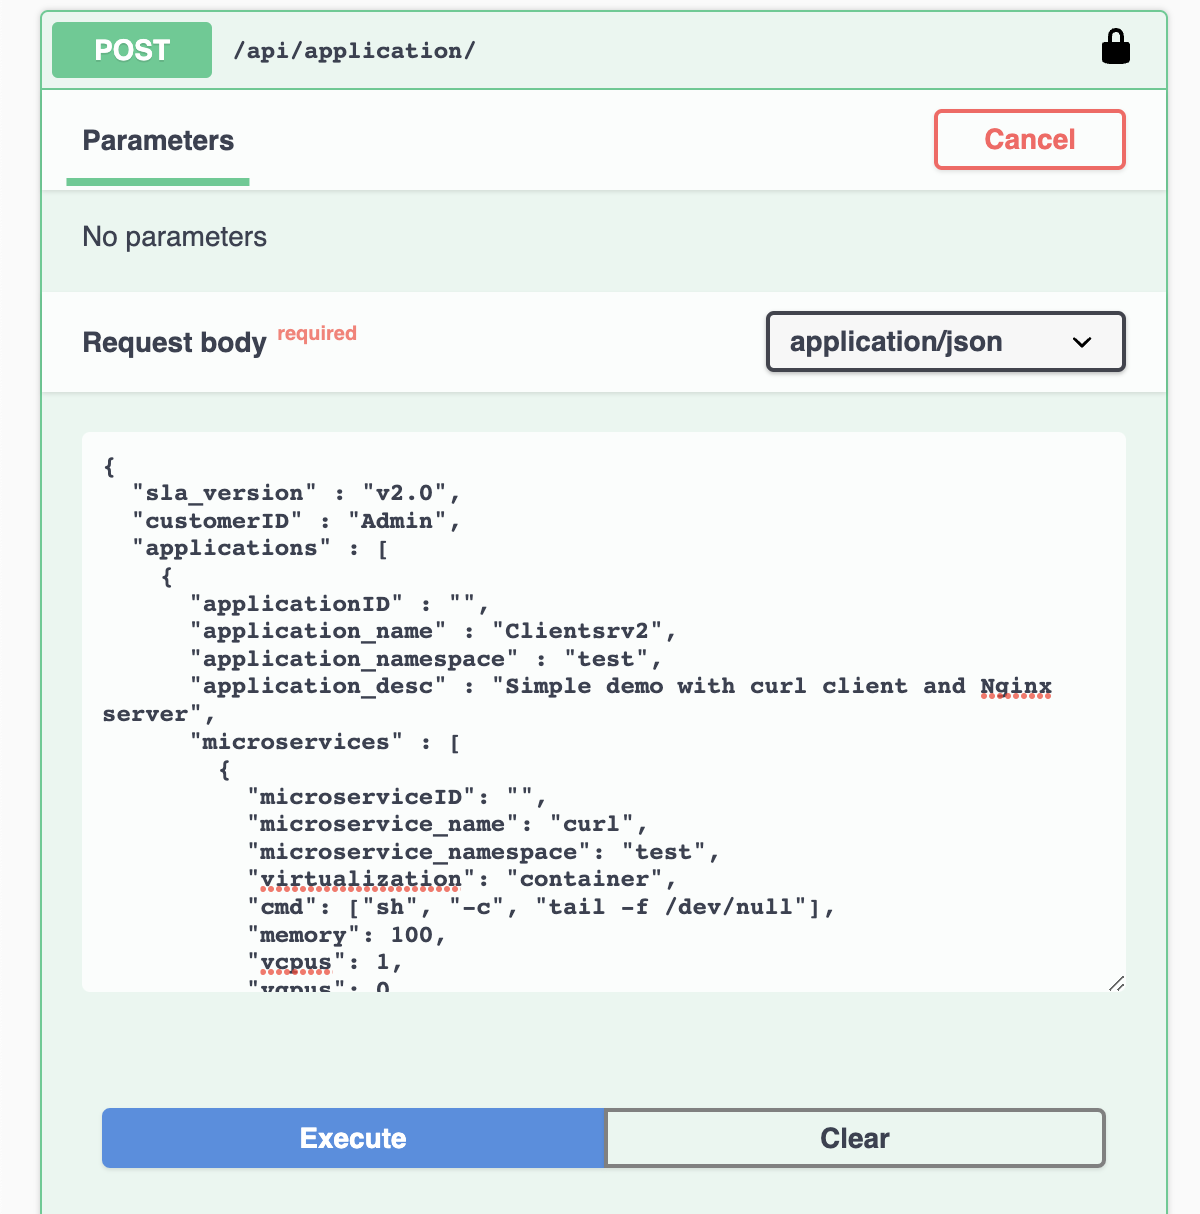 POST /api/application/
Parameters Cancel
No parameters
Request body required application/json
{
"sla_version" : "v2.0",
"customerID" : "Admin",
"applications" : [
{
"applicationID" : "",
"application_name" : "Clientsrv2",
"application_namespace" : "test",
"application_desc" : "Simple demo with curl client and Nginx
server",
"microservices" : [
{
"microserviceID": "",
"microservice_name": "curl",
"microservice_namespace": "test",
"virtualization": "container",
"cmd": ["sh", "-c", "tail -f /dev/null"],
"memory": 100,
"vcpus": 1,
"vgpus": 0
Execute Clear